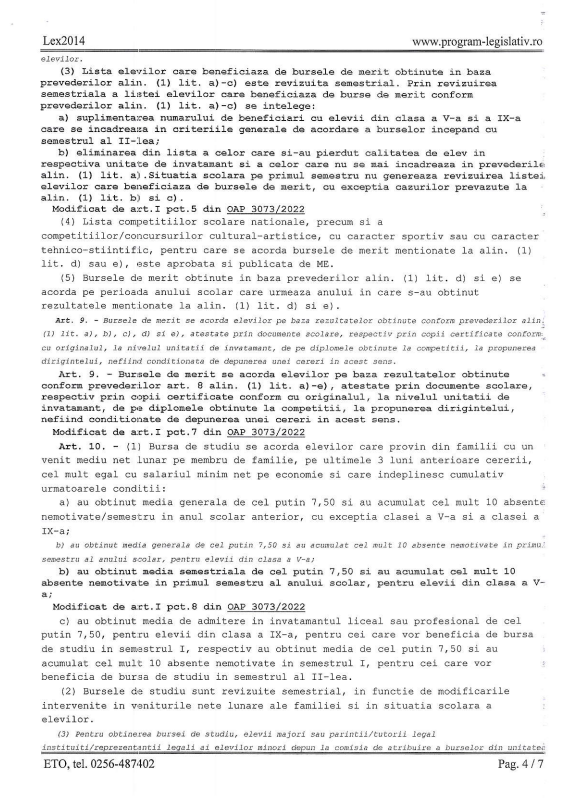 Lex2014 www.program-legislativ.ro
elevilor.
(3) Lista elevilor care beneficiaza de bursele de merit obtinute in baza
prevederilor alin. (1) lit. a)-c) este revizuita semestrial. Prin revizuirea
semestriala a listei elevilor care beneficiaza de burse de merit conform
prevederilor alin. (1) lit. a)-c) se intelege:
a) suplimentarea numarului de beneficiari cu elevii din clasa a V-a si a IX-a
care se incadreaza in criteriile generale de acordare a burselor incepand cu
semestrul al II-lea;
b) eliminarea din lista a celor care si-au pierdut calitatea de elev in
respectiva unitate de invatamant si a celor care nu se mai incadreaza in prevederile
alin. (1) lit. a).Situatia scolara pe primul semestru nu genereaza revizuirea listei
elevilor care beneficiaza de bursele de merit, cu exceptia cazurilor prevazute la
alin. (1) lit. b) si c).
Modificat de art.I pct.5 din OAP 3073/2022
(4) Lista competitiilor scolare nationale, precum si a
competitiilor/concursurilor cultural-artistice, cu caracter sportiv sau cu caracter
tehnico-stiintific, pentru care se acorda bursele de merit mentionate la alin. (1)
lit. d) sau e), este aprobata si publicata de ME.
(5) Bursele de merit obtinute in baza prevederilor alin. (1) lit. d) si e) se
acorda pe perioada anului scolar care urmeaza anului in care s-au obtinut
rezultatele mentionate la alin. (1) lit. d) si e).
Art. 9. - Bursele de merit se acorda elevilor pe baza rezultatelor obtinute conform prevederilor alin.
(1) lit. a), b), c), d) si e), atestate prin documente scolare, respectiv prin copii certificate conform
cu originalul, la nivelul unitatii de invatamant, de pe diplomele obtinute la competitii, la propunerea
dirigintelui, nefiind conditionata de depunerea unei cereri in acest sens.
Art. 9. - Bursele de merit se acorda elevilor pe baza rezultatelor obtinute
conform prevederilor art. 8 alin. (1) lit. a)-e), atestate prin documente scolare,
respectiv prin copii certificate conform cu originalul, la nivelul unitatii de
invatamant, de pe diplomele obtinute la competitii, la propunerea dirigintelui,
nefiind conditionate de depunerea unei cereri in acest sens.
Modificat de art.I pct.7 din OAP 3073/2022
Art. 10. - (1) Bursa de studiu se acorda elevilor care provin din familii cu un
venit mediu net lunar pe membru de familie, pe ultimele 3 luni anterioare cererii,
cel mult egal cu salariul minim net pe economie si care indeplinesc cumulativ
urmatoarele conditii:
a) au obtinut media generala de cel putin 7,50 si au acumulat cel mult 10 absente
nemotivate/semestru in anul scolar anterior, cu exceptia clasei a V-a si a clasei a
IX-a;
b) au obtinut media generala de cel putin 7,50 si au acumulat cel mult 10 absente nemotivate in primul
semestru al anului scolar, pentru elevii din clasa a V-a;
b) au obtinut media semestriala de cel putin 7,50 si au acumulat cel mult 10
absente nemotivate in primul semestru al anului scolar, pentru elevii din clasa a V-
a;
Modificat de art.I pct.8 din OAP 3073/2022
c) au obtinut media de admitere in invatamantul liceal sau profesional de cel
putin 7,50, pentru elevii din clasa a IX-a, pentru cei care vor beneficia de bursa
de studiu in semestrul I, respectiv au obtinut media de cel putin 7,50 si au
acumulat cel mult 10 absente nemotivate in semestrul I, pentru cei care vor
beneficia de bursa de studiu in semestrul al II-lea.
(2) Bursele de studiu sunt revizuite semestrial, in functie de modificarile
intervenite in veniturile nete lunare ale familiei si in situatia scolara a
elevilor.
(3) Pentru obtinerea bursei de studiu, elevii majori sau parintii/tutorii legal
instituiti/reprezentantii legali ai elevilor minori depun la comisia de atribuire a burselor din unitatea
ETO, tel. 0256-487402 Pag. 4 / 7